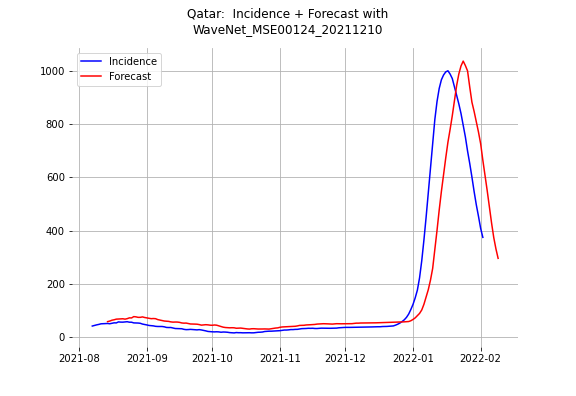 Qatar:  Incidence + Forecast with
WaveNet_MSE00124_20211210
Incidence
Forecast
1000
800
600
400
200
0
2021-08 2021-09 2021-10 2021-11 2021-12 2022-01 2022-02